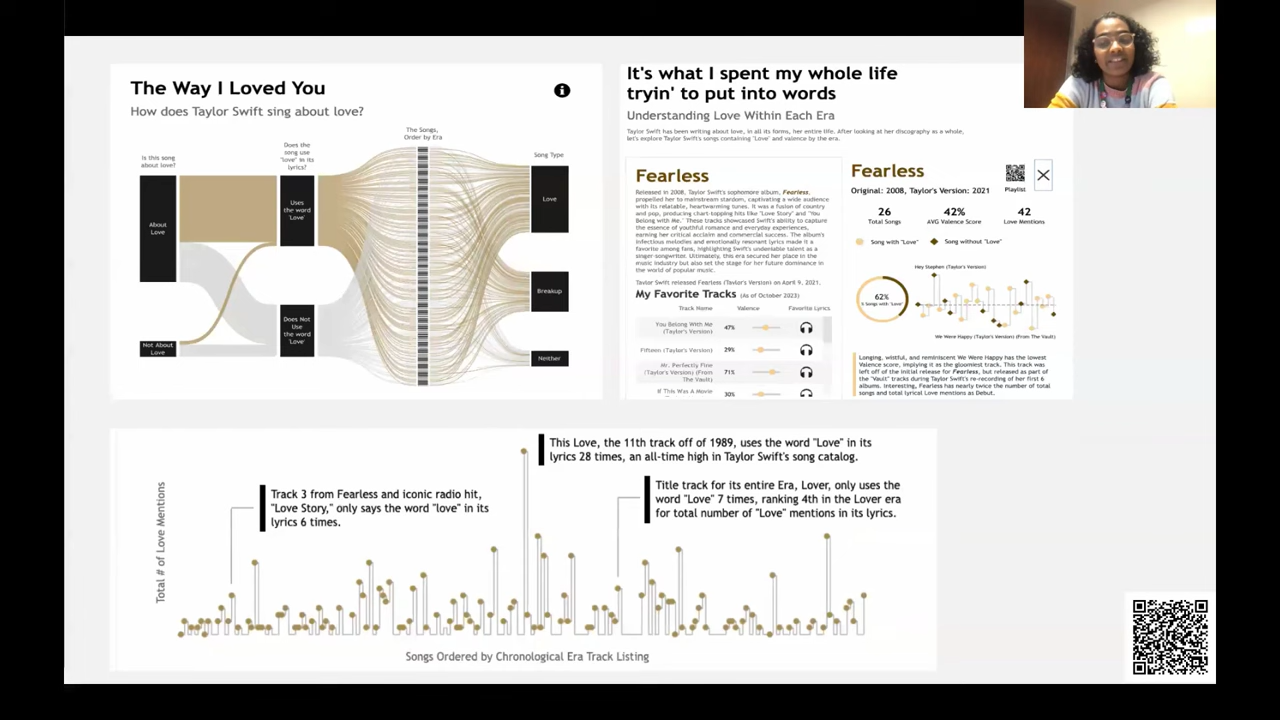 The Way I Loved You
How does Taylor Swift sing about love?
Is this song
about love?
Does the
song use
"love" in its
lyrics?
The Songs,
Order by Era
Song Type
About
Love
Not About
Love
Uses
the word
'Love'
Does Not
Use
the word
'Love'
Love
Breakup
Neither
It's what I spent my whole life
tryin' to put into words
Understanding Love Within Each Era
Taylor Swift has been writing about love, in all its forms, her entire life. After looking at her discography as a whole,
let's explore Taylor Swift's songs containing "Love" and valence by the era.
Fearless
Released in 2008, Taylor Swift's sophomore album, Fearless,
propelled her to mainstream stardom, captivating a wide audience
with its relatable, heartwarming tunes. It was a fusion of country
and pop, producing chart-topping hits like "Love Story" and "You
Belong with Me." These tracks showcased Swift's ability to capture
the essence of youthful romance and everyday experiences,
earning her critical acclaim and commercial success. The album's
infectious melodies and emotionally resonant lyrics made it a
favorite among fans, highlighting Swift's undeniable talent as a
singer-songwriter. Ultimately, this era secured her place in the
music industry but also set the stage for her future dominance in
the world of popular music.
Taylor Swift released Fearless (Taylor's Version) on April 9, 2021.
My Favorite Tracks (As of October 2023)
Track Name Valence Favorite Lyrics
You Belong With Me
(Taylor's Version)
47%
Fifteen (Taylor's Version) 29%
Mr. Perfectly Fine
(Taylor's Version) (From
The Vault)
71%
If This Was A Movie
30%
Fearless
Original: 2008, Taylor's Version: 2021
Playlist
26
Total Songs
42%
AVG Valence Score
42
Love Mentions
Song with "Love"
Song without "Love"
62%
% Songs with 'Love'
Hey Stephen (Taylor's Version)
We Were Happy (Taylor's Version) (From The Vault)
Longing, wistful, and reminiscent We Were Happy has the lowest
Valence score, implying it as the gloomiest track. This track was
left off of the initial release for Fearless, but released as part of
the "Vault" tracks during Taylor Swift's re-recording of her first 6
albums. Interesting, Fearless has nearly twice the number of total
songs and total lyrical Love mentions as Debut.
This Love, the 11th track off of 1989, uses the word "Love" in its
lyrics 28 times, an all-time high in Taylor Swift's song catalog.
Track 3 from Fearless and iconic radio hit,
"Love Story," only says the word "love" in its
lyrics 6 times.
Title track for its entire Era, Lover, only uses the
word "Love" 7 times, ranking 4th in the Lover era
for total number of "Love" mentions in its lyrics.
Total # of Love Mentions
Songs Ordered by Chronological Era Track Listing